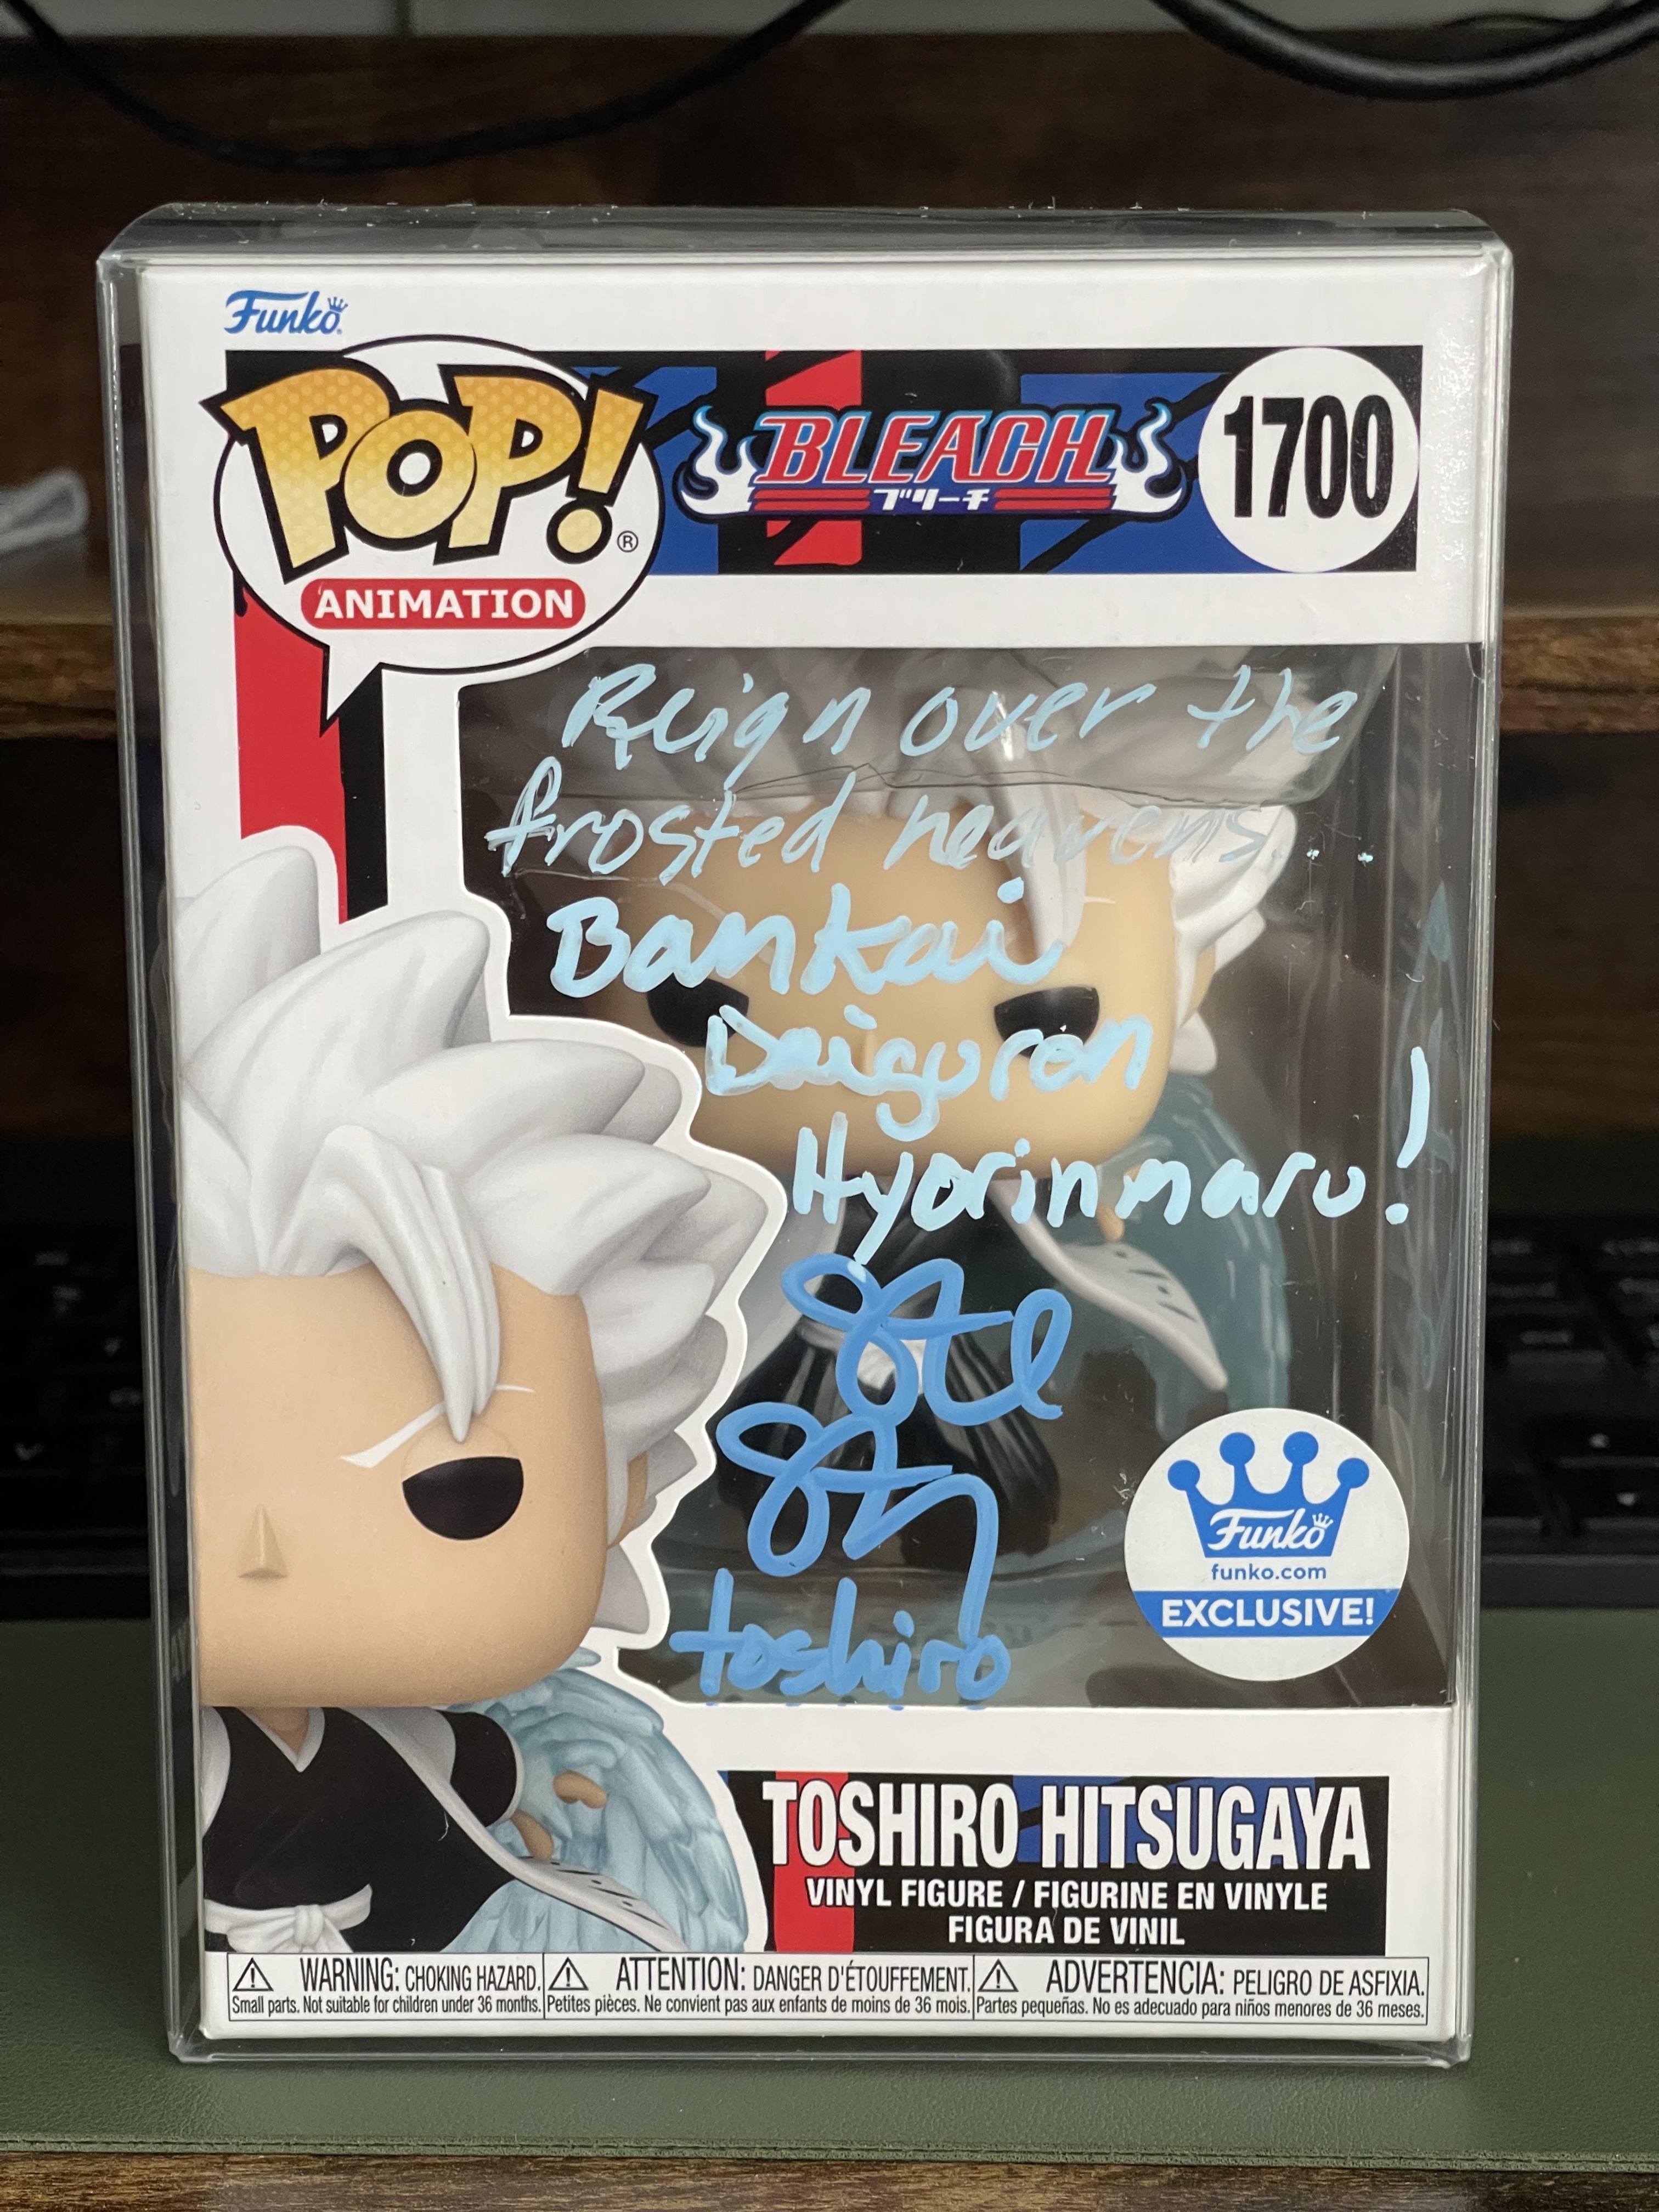 Funko
POP!®
ANIMATION
BLEACH
ブリーチ
1700
Reign over the
frosted heavens...
Bankai
Daiguren
Hyorinmaru!
toshiro
Funko
funko.com
EXCLUSIVE!
TOSHIRO HITSUGAYA
VINYL FIGURE / FIGURINE EN VINYLE
FIGURA DE VINIL
WARNING: CHOKING HAZARD.
Small parts. Not suitable for children under 36 months.
ATTENTION: DANGER D'ÉTOUFFEMENT.
Petites pièces. Ne convient pas aux enfants de moins de 36 mois.
ADVERTENCIA: PELIGRO DE ASFIXIA.
Partes pequeñas. No es adecuado para niños menores de 36 meses.